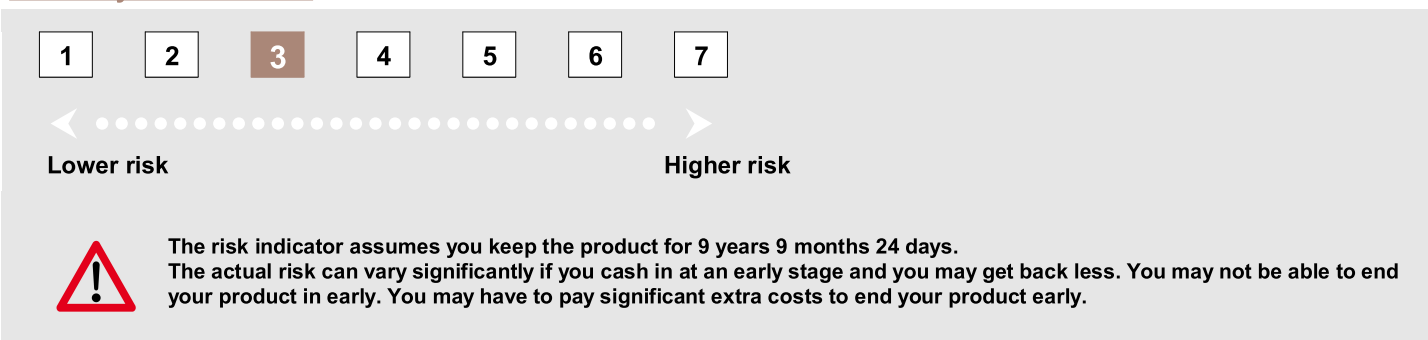 1 2 3 4 5 6 7
Lower risk Higher risk
The risk indicator assumes you keep the product for 9 years 9 months 24 days.
The actual risk can vary significantly if you cash in at an early stage and you may get back less. You may not be able to end
your product in early. You may have to pay significant extra costs to end your product early.